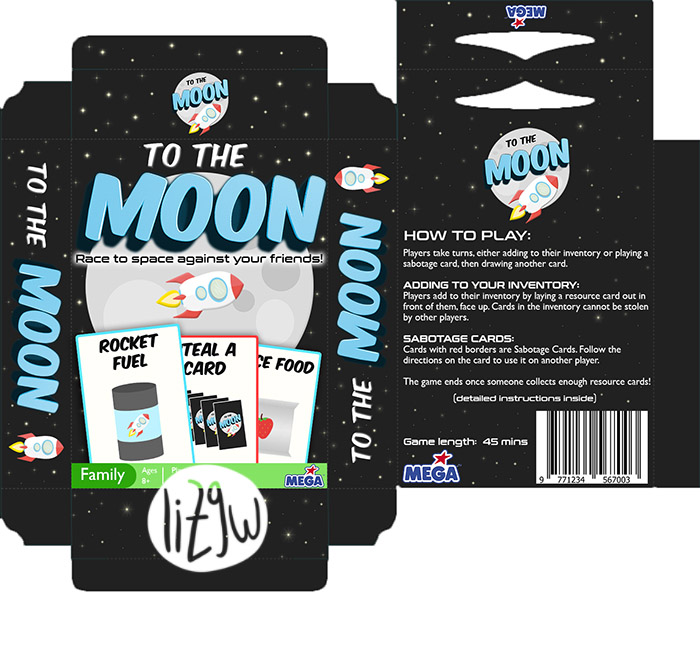 TO THE
MOON
TO THE
MOON
Race to space against your friends!
ROCKET
FUEL
TEAL A
CARD
CE FOOD
MOON
MOON
MOON
MOON
Family
Ages
8+
MEGA
TO THE MOON
TO THE MOON
MEGA
TO THE
MOON
HOW TO PLAY:
Players take turns, either adding to their inventory or playing a
sabotage card, then drawing another card.
ADDING TO YOUR INVENTORY:
Players add to their inventory by laying a resource card out in
front of them, face up. Cards in the inventory cannot be stolen
by other players.
SABOTAGE CARDS:
Cards with red borders are Sabotage Cards. Follow the
directions on the card to use it on another player.
The game ends once someone collects enough resource cards!
(detailed instructions inside)
Game length: 45 mins
MEGA
9 771234 567003